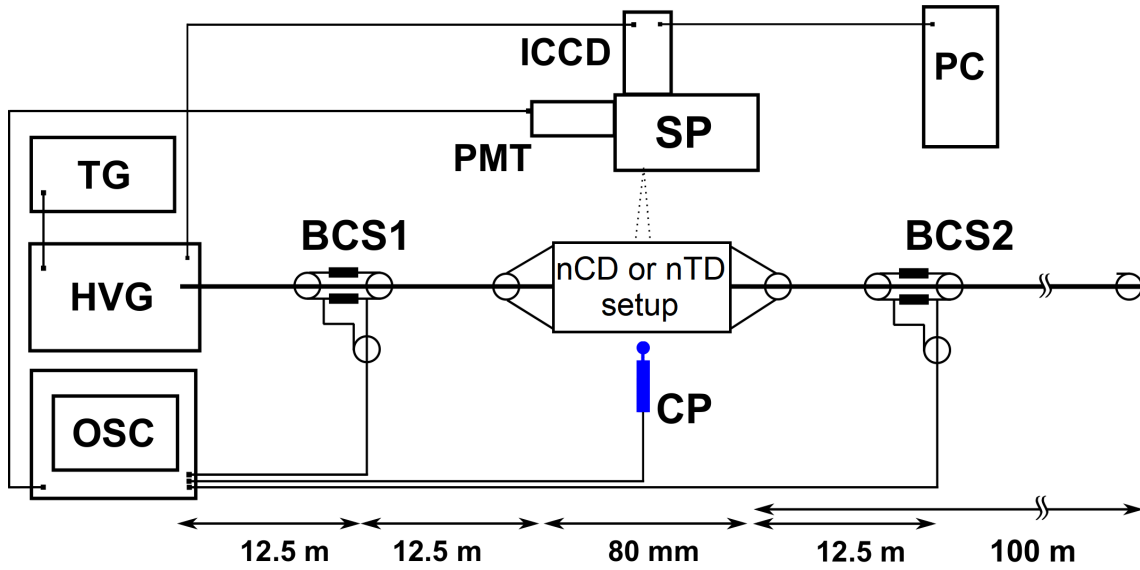 ICCD
PC
SP
PMT
TG
BCS1
BCS2
nCD or nTD
setup
HVG
CP
OSC
12.5 m
12.5 m
80 mm
12.5 m
100 m